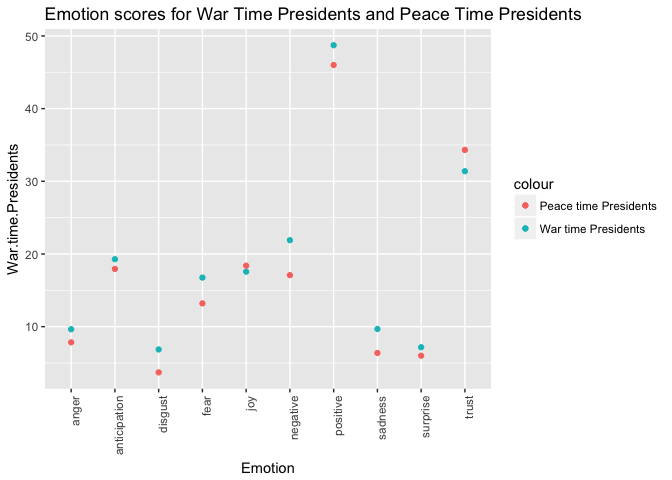 Emotion scores for War Time Presidents and Peace Time Presidents
50
40
30
20
10
War.time.Presidents
anger
anticipation
disgust
fear
joy
negative
positive
sadness
surprise
trust
Emotion
colour
Peace time Presidents
War time Presidents